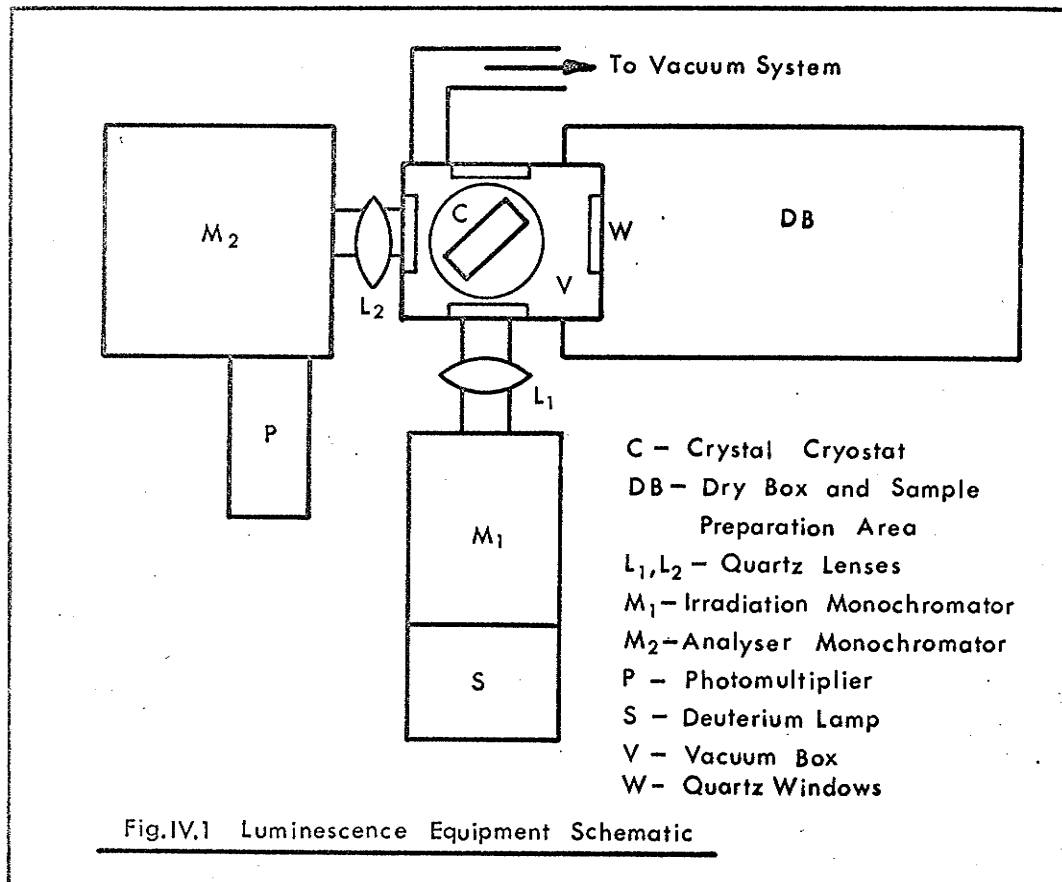 To Vacuum System
M2
L2
C
W
V
DB
L1
P
M1
S
C – Crystal Cryostat
DB – Dry Box and Sample
Preparation Area
L1,L2 – Quartz Lenses
M1 – Irradiation Monochromator
M2 – Analyser Monochromator
P – Photomultiplier
S – Deuterium Lamp
V – Vacuum Box
W – Quartz Windows
Fig.IV.1 Luminescence Equipment Schematic